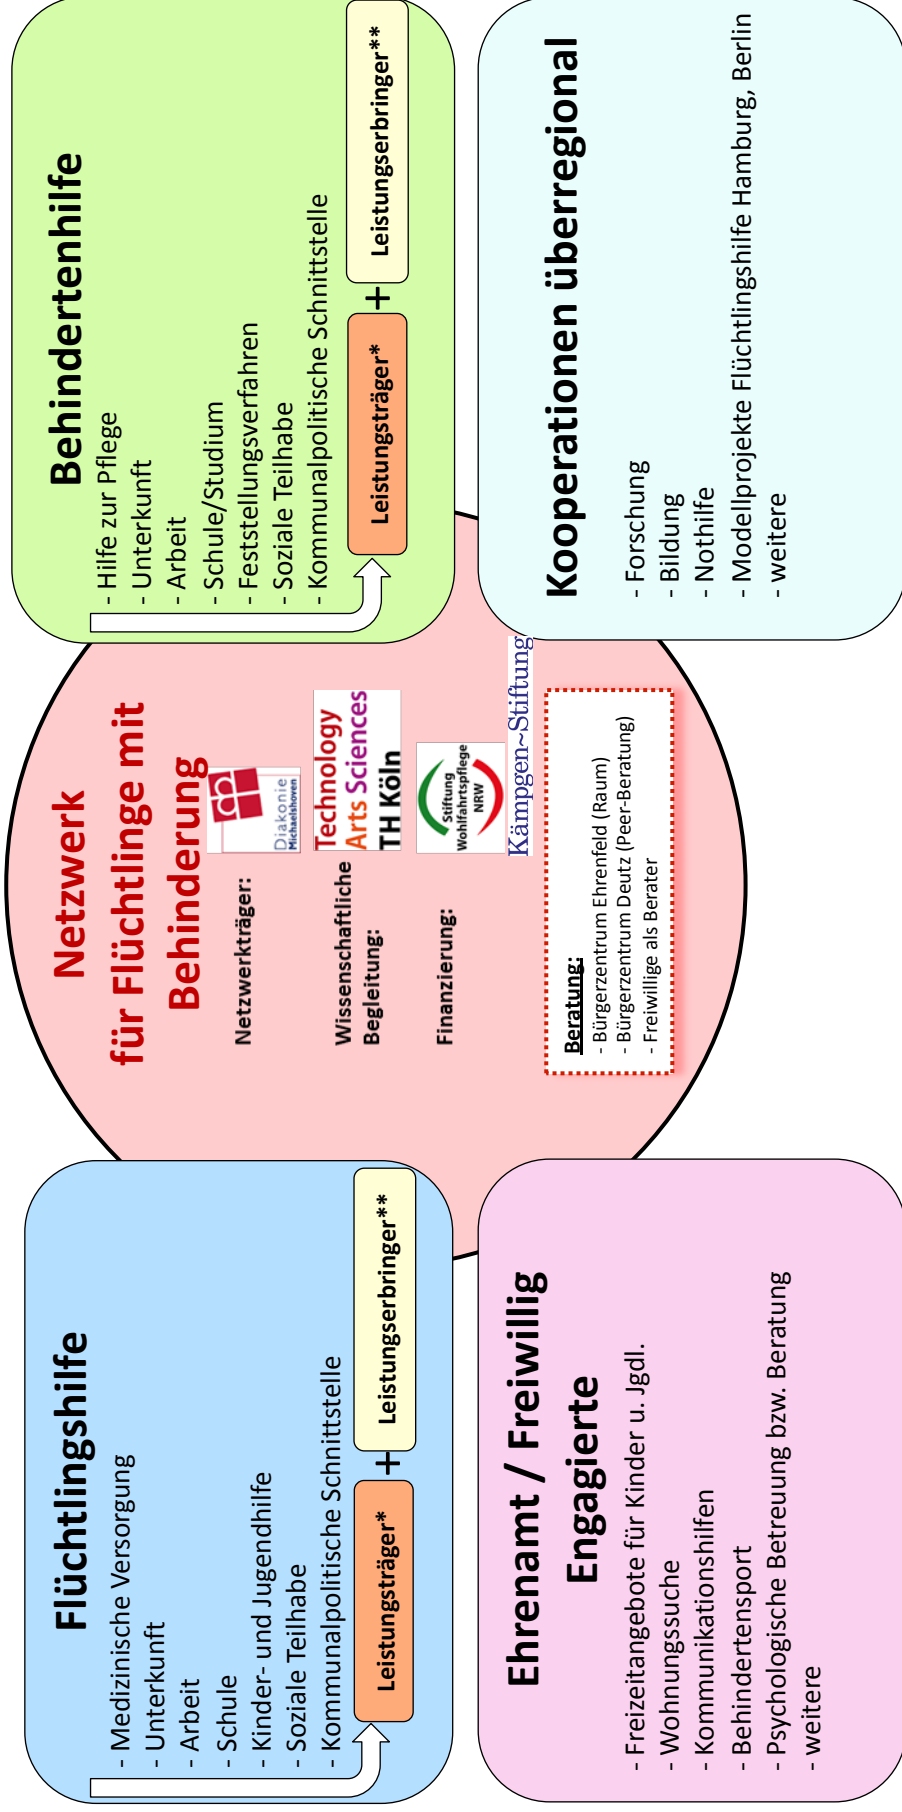 Flüchtlingshilfe
- Medizinische Versorgung
- Unterkunft
- Arbeit
- Schule
- Kinder- und Jugendhilfe
- Soziale Teilhabe
- Kommunalpolitische Schnittstelle
Leistungsträger* + Leistungserbringer**
Netzwerk
für Flüchtlinge mit
Behinderung
Netzwerkträger:
Diakonie
Michaelshoven
Wissenschaftliche
Begleitung:
Technology
Arts Sciences
TH Köln
Finanzierung:
Stiftung
Wohlfahrtspflege
NRW
Kämpgen~Stiftung
Beratung:
- Bürgerzentrum Ehrenfeld (Raum)
- Bürgerzentrum Deutz (Peer-Beratung)
- Freiwillige als Berater
Behindertenhilfe
- Hilfe zur Pflege
- Unterkunft
- Arbeit
- Schule/Studium
- Feststellungsverfahren
- Soziale Teilhabe
- Kommunalpolitische Schnittstelle
Leistungsträger* + Leistungserbringer**
Ehrenamt / Freiwillig
Engagierte
- Freizeitangebote für Kinder u. Jgdl.
- Wohnungssuche
- Kommunikationshilfen
- Behindertensport
- Psychologische Betreuung bzw. Beratung
- weitere
Kooperationen überregional
- Forschung
- Bildung
- Nothilfe
- Modellprojekte Flüchtlingshilfe Hamburg, Berlin
- weitere